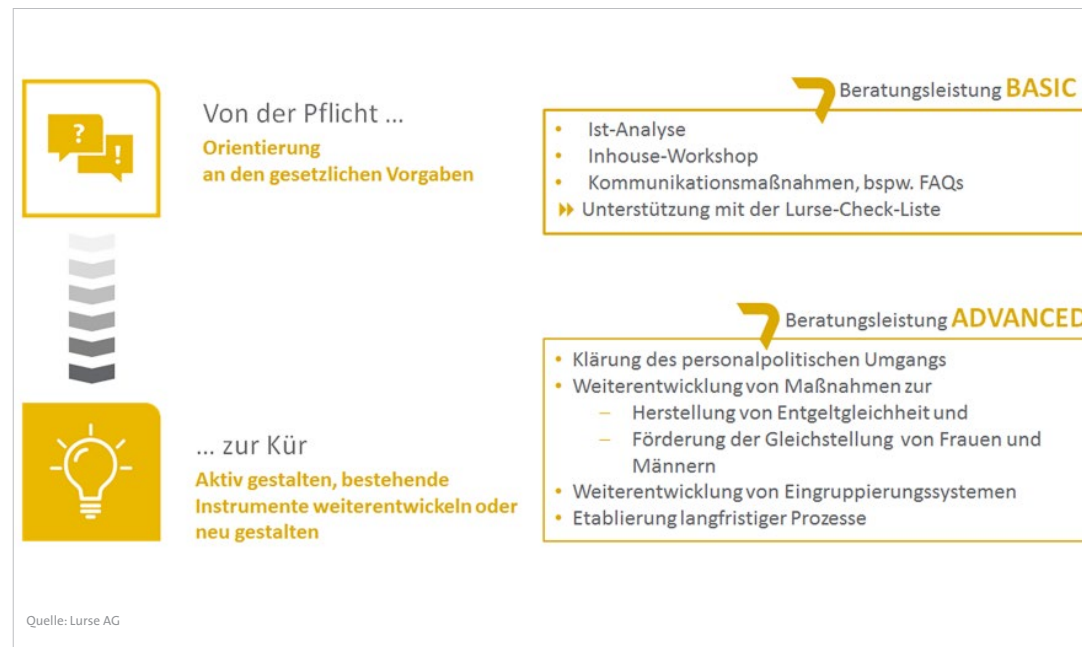 ?
!
Von der Pflicht ...
Orientierung
an den gesetzlichen Vorgaben
Beratungsleistung BASIC
• Ist-Analyse
• Inhouse-Workshop
• Kommunikationsmaßnahmen, bspw. FAQs
Unterstützung mit der Lurse-Check-Liste
... zur Kür
Aktiv gestalten, bestehende
Instrumente weiterentwickeln oder
neu gestalten
Beratungsleistung ADVANCED
• Klärung des personalpolitischen Umgangs
• Weiterentwicklung von Maßnahmen zur
– Herstellung von Entgeltgleichheit und
– Förderung der Gleichstellung von Frauen und
Männern
• Weiterentwicklung von Eingruppierungssystemen
• Etablierung langfristiger Prozesse
Quelle: Lurse AG